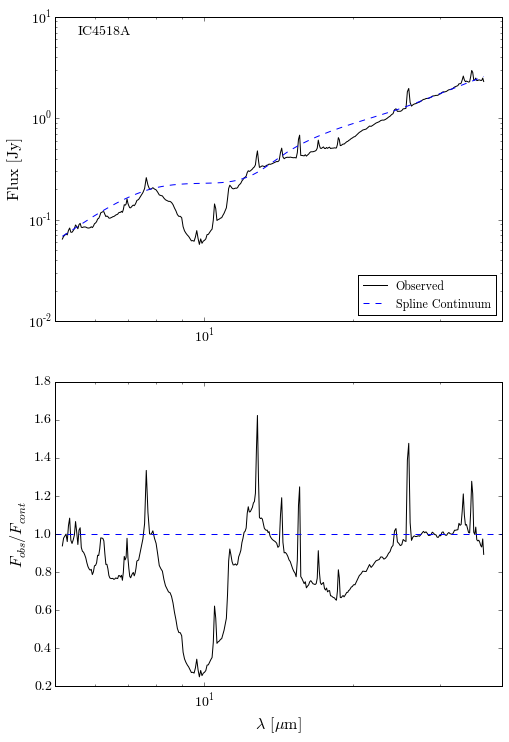 IC4518A
10^1
10^0
10^-1
10^-2
Flux [Jy]
Observed
Spline Continuum
10^1
1.8
1.6
1.4
1.2
1.0
0.8
0.6
0.4
0.2
F_obs/F_cont
10^1
λ [μm]